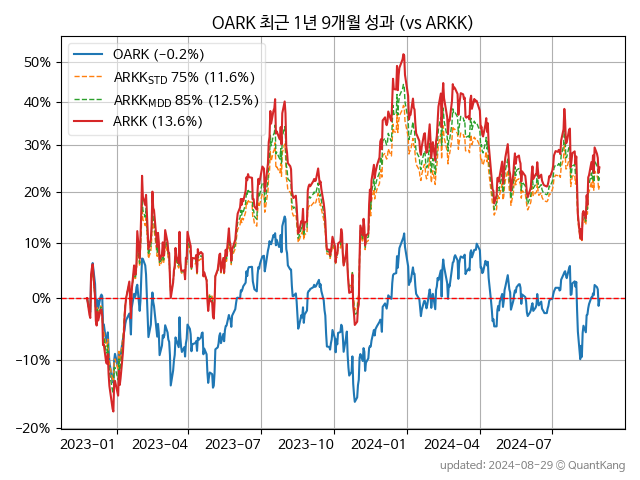 OARK 최근 1년 9개월 성과 (vs ARKK)
OARK (−0.2%)
ARKK_STD 75% (11.6%)
ARKK_MDD 85% (12.5%)
ARKK (13.6%)
50%
40%
30%
20%
10%
0%
−10%
−20%
2023-01 2023-04 2023-07 2023-10 2024-01 2024-04 2024-07
updated: 2024-08-29 © QuantKang